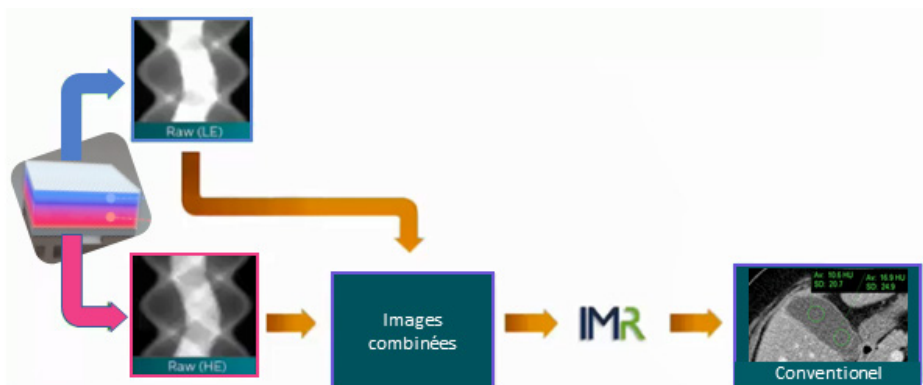 Raw (LE)
Raw (HE)
Images
combinées
IMR
Av: 10.6 HU
SD: 20.7
Av: 16.9 HU
SD: 24.9
Conventionel